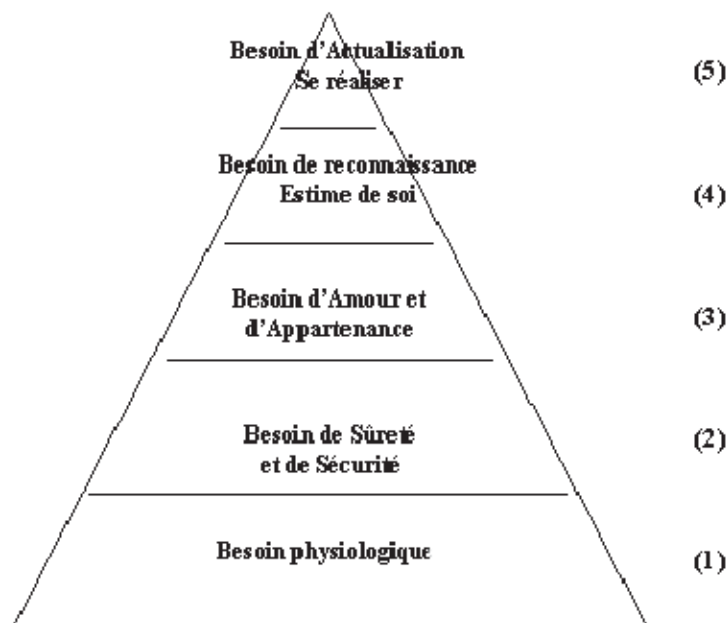 Besoin d'Actualisation
Se réaliser
(5)
Besoin de reconnaissance
Estime de soi
(4)
Besoin d'Amour et
d'Appartenance
(3)
Besoin de Sûreté
et de Sécurité
(2)
Besoin physiologique
(1)